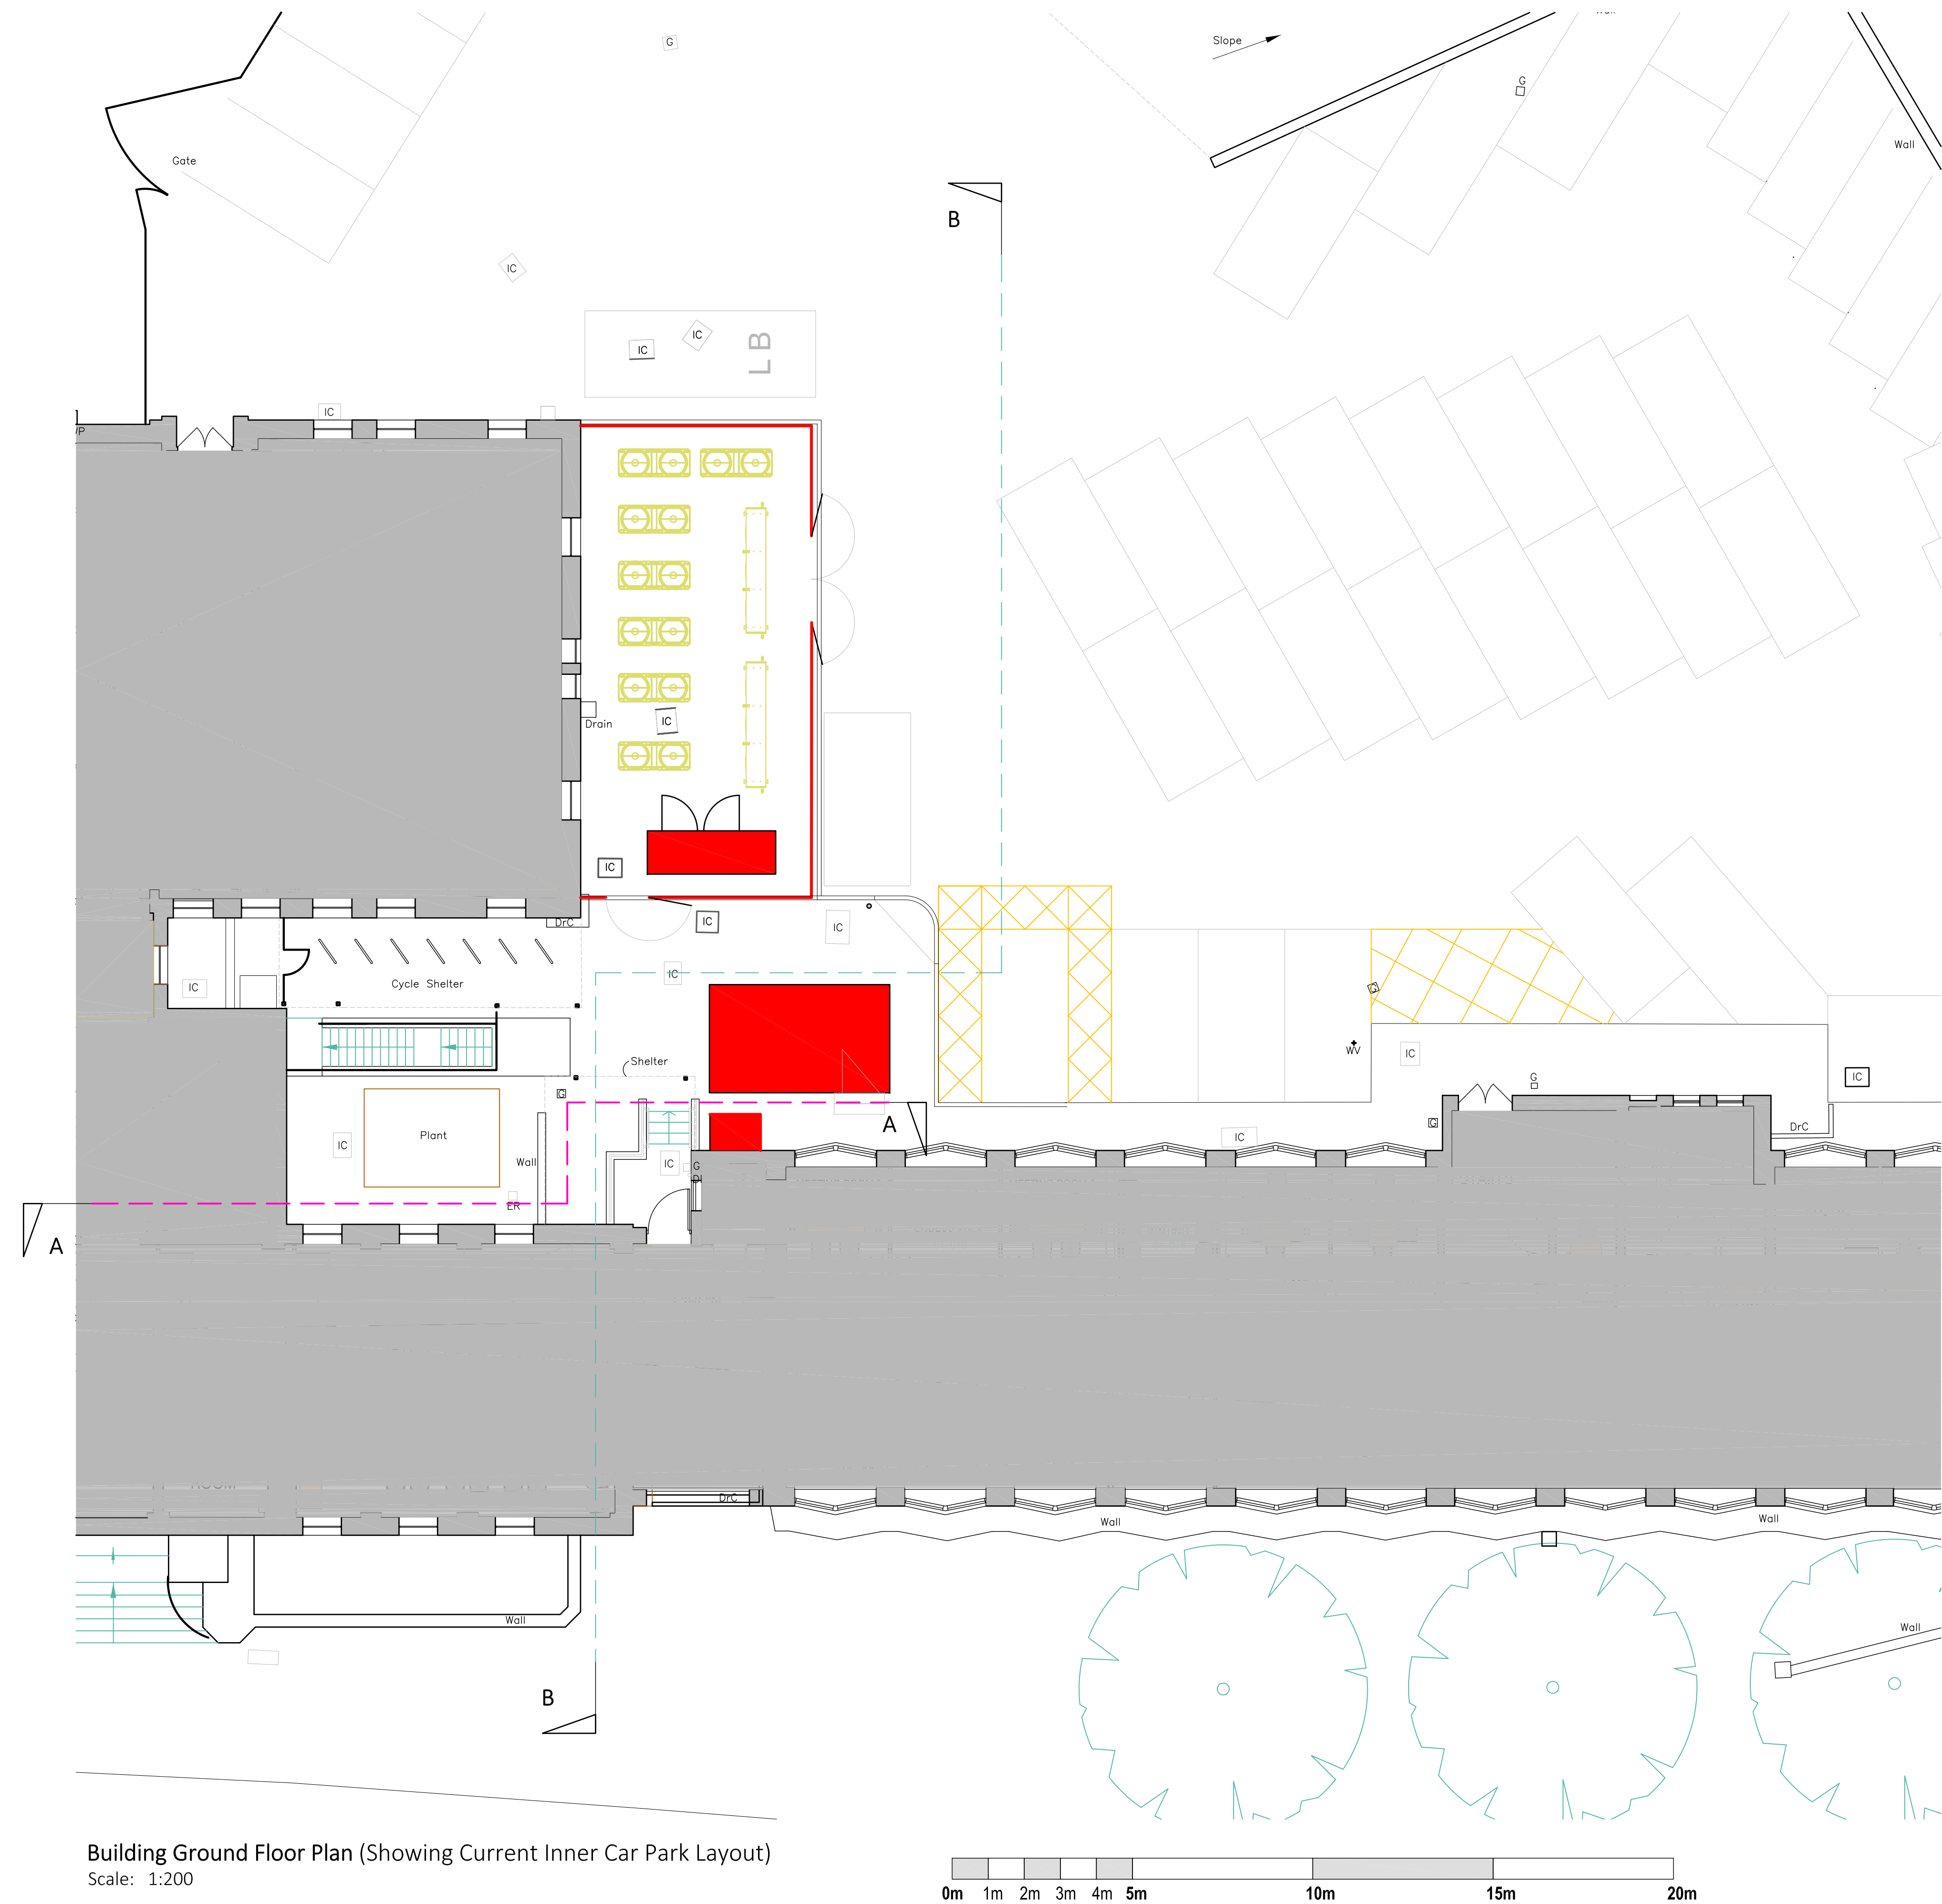 Wall
Slope
G
G
Gate
Wall
B
IC
IC
IC
LB
IC
IC
Drain
IC
DrC
IC
IC
Cycle Shelter
IC
IC
G
WV
IC
Shelter
G
IC
G
A
G
DrC
Plant
IC
IC
Wall
IC
G
ER
A
ROOM
DrC
Wall
Wall
Wall
Wall
B
Building Ground Floor Plan (Showing Current Inner Car Park Layout)
Scale: 1:200
0m 1m 2m 3m 4m 5m 10m 15m 20m